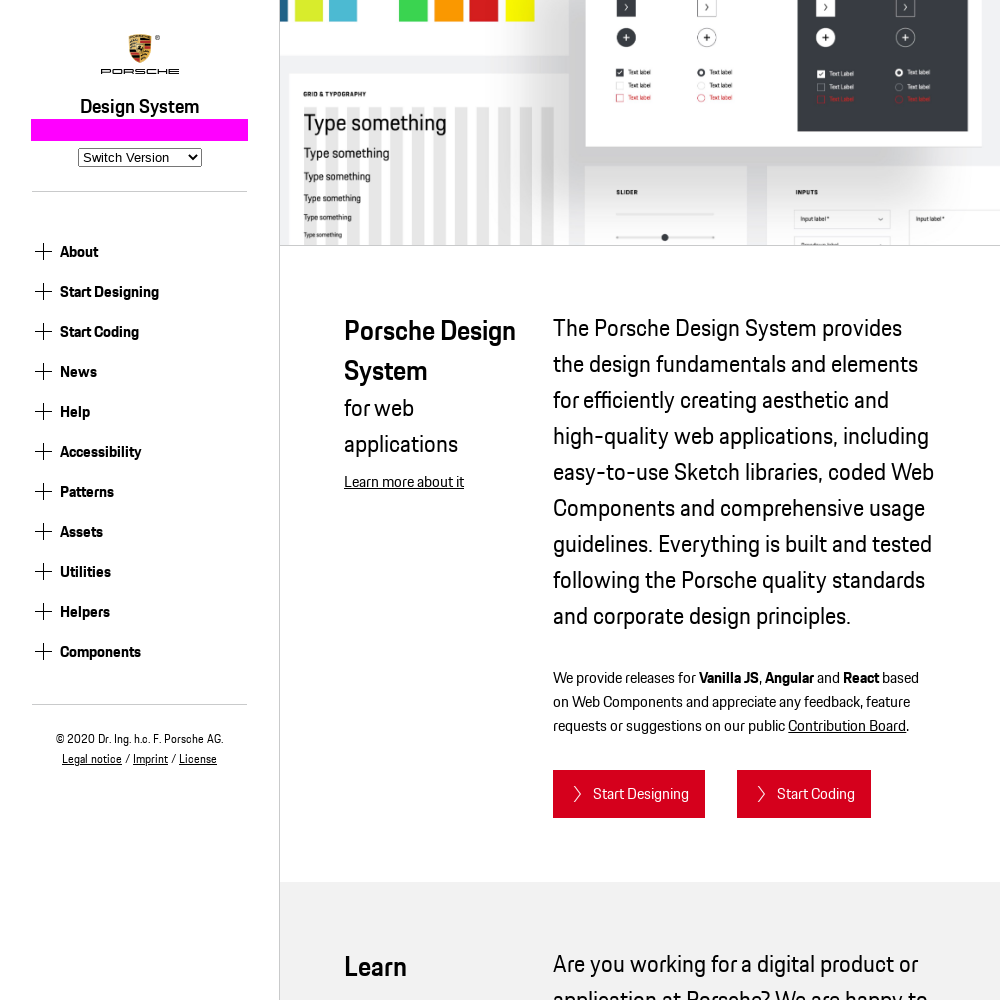 PORSCHE
Design System
Switch Version
About
Start Designing
Start Coding
News
Help
Accessibility
Patterns
Assets
Utilities
Helpers
Components
© 2020 Dr. Ing. h.c. F. Porsche AG.
Legal notice / Imprint / License
GRID & TYPOGRAPHY
Type something
Type something
Type something
Type something
Type something
Type something
Text label
Text label
Text label
Text label
Text label
Text label
Text Label
Text Label
Text Label
Text label
Text label
Text label
SLIDER
INPUTS
Input label*
Input label*
Porsche Design
System
for web
applications
Learn more about it
The Porsche Design System provides
the design fundamentals and elements
for efficiently creating aesthetic and
high-quality web applications, including
easy-to-use Sketch libraries, coded Web
Components and comprehensive usage
guidelines. Everything is built and tested
following the Porsche quality standards
and corporate design principles.
We provide releases for Vanilla JS, Angular and React based
on Web Components and appreciate any feedback, feature
requests or suggestions on our public Contribution Board.
Start Designing
Start Coding
Learn
Are you working for a digital product or
application at Porsche? We are happy to